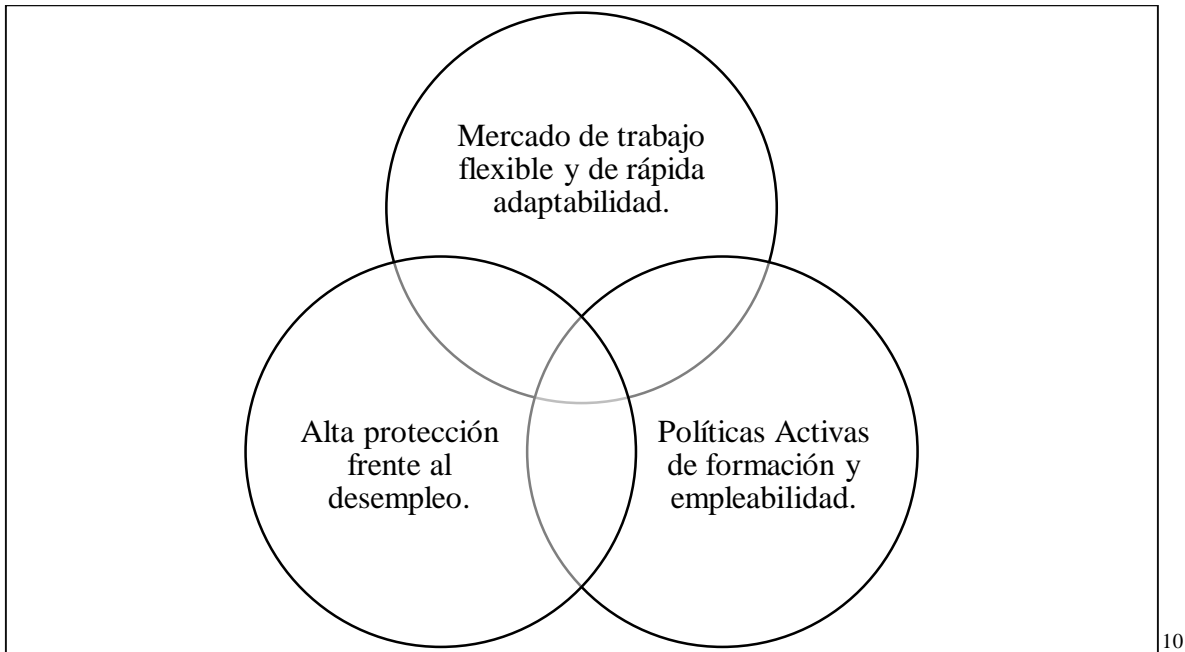 Mercado de trabajo
flexible y de rápida
adaptabilidad.
Alta protección
frente al
desempleo.
Políticas Activas
de formación y
empleabilidad.
10